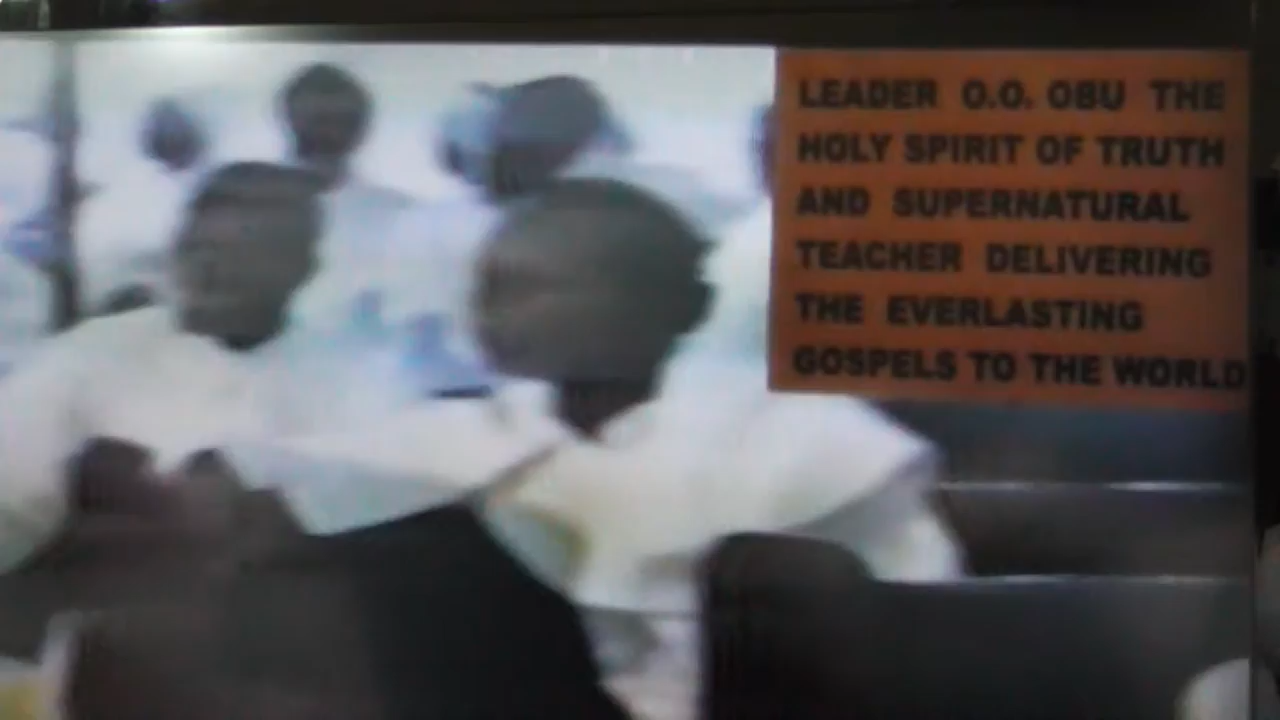 LEADER O.O. OBU THE
HOLY SPIRIT OF TRUTH
AND SUPERNATURAL
TEACHER DELIVERING
THE EVERLASTING
GOSPELS TO THE WORLD